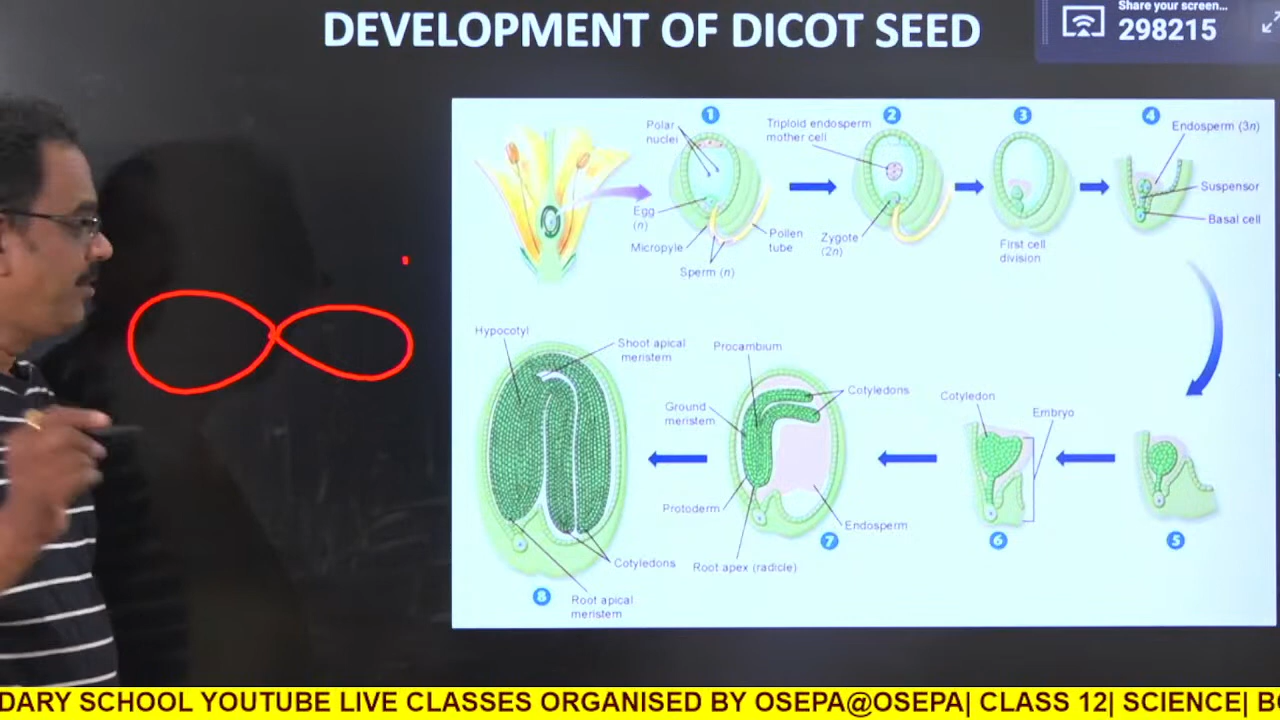 DEVELOPMENT OF DICOT SEED
Share your screen...
298215
1
2
3
4
Polar
nuclei
Triploid endosperm
mother cell
Endosperm (3n)
Suspensor
Basal cell
Egg
(n)
Micropyle
Pollen
tube
Sperm (n)
Zygote
(2n)
First cell
division
Hypocotyl
Shoot apical
meristem
Procambium
Cotyledons
Ground
meristem
Cotyledon
Embryo
Protoderm
Endosperm
Root apex (radicle)
Cotyledons
Root apical
meristem
8
7
6
5
DARY SCHOOL YOUTUBE LIVE CLASSES ORGANISED BY OSEPA@OSEPA| CLASS 12| SCIENCE| B